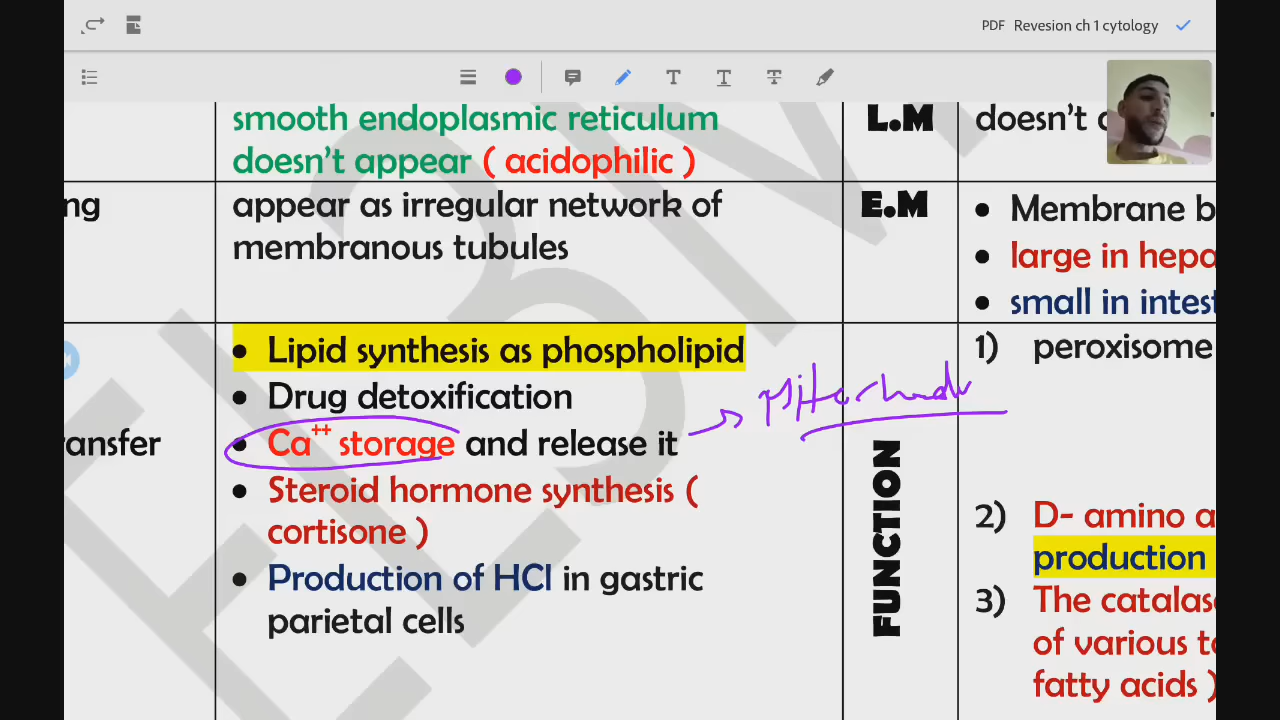 PDF Revesion ch 1 cytology
smooth endoplasmic reticulum
doesn't appear ( acidophilic )
L.M
doesn't
ng
appear as irregular network of
membranous tubules
E.M
• Membrane b
• large in hepa
• small in intest
ransfer
• Lipid synthesis as phospholipid
• Drug detoxification
• Ca++ storage and release it
• Steroid hormone synthesis (
cortisone )
• Production of HCl in gastric
parietal cells
FUNCTION
1) peroxisome
2) D- amino a
production
3) The catalas
of various to
fatty acids )